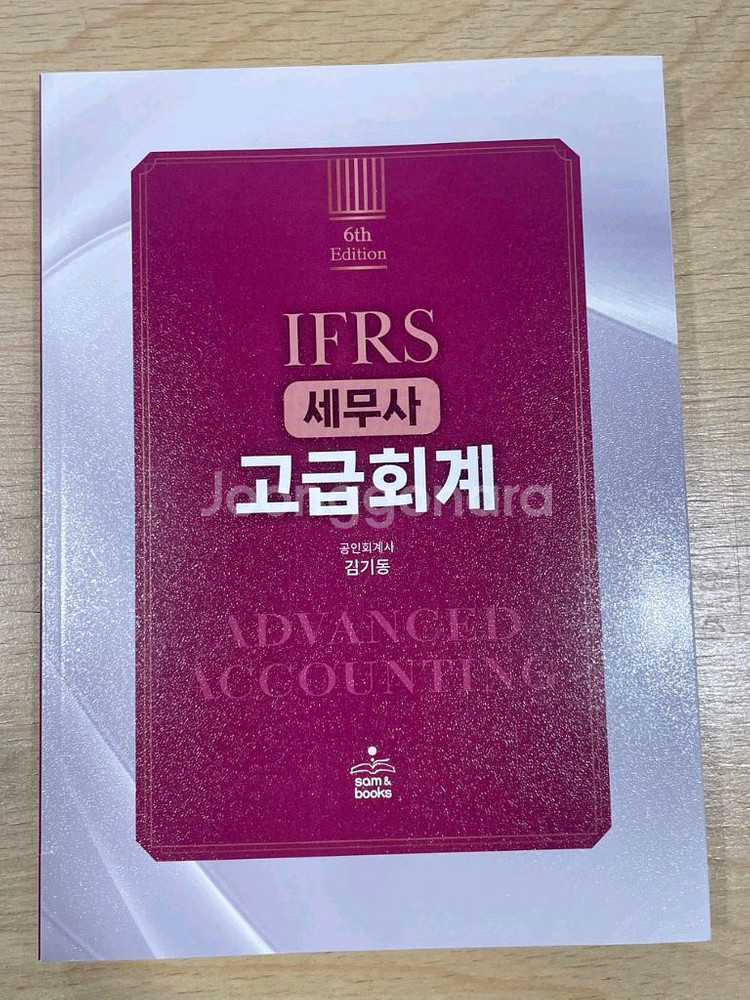 6th
Edition
IFRS
세무사
고급회계
Joonggonara
공인회계사
김기동
ADVANCED
ACCOUNTING
sam &
books